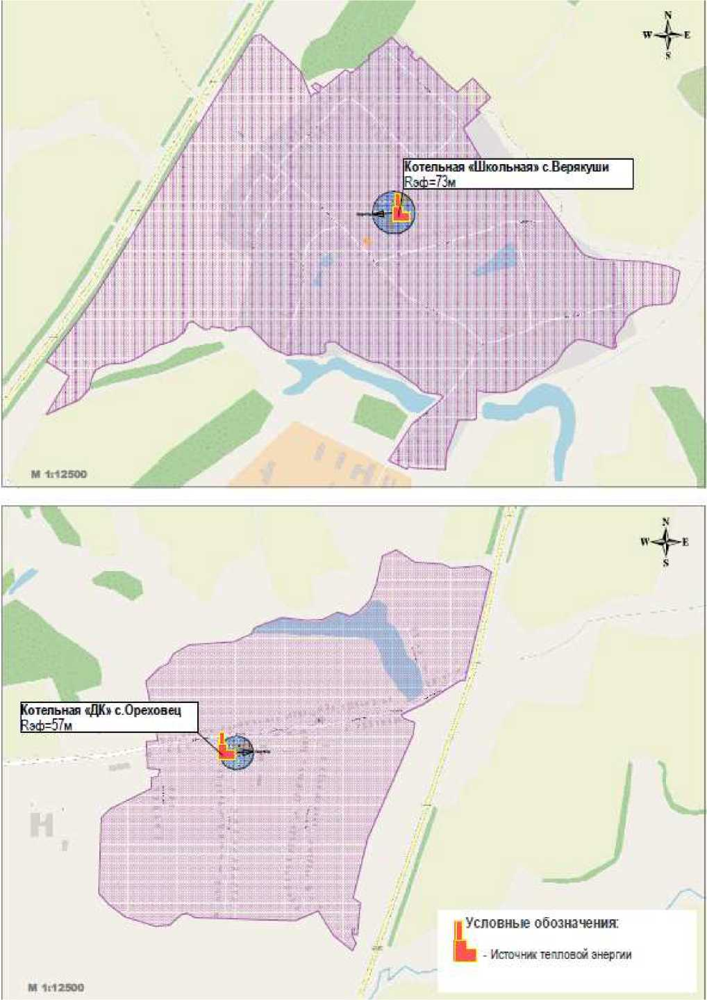 N
W E
S
Котельная «Школьная» с.Верякуши
Rэф=73м
М 1:12500
N
W E
S
Котельная «ДК» с.Ореховец
Rэф=57м
Н
Условные обозначения:
- Источник тепловой энергии
М 1:12500